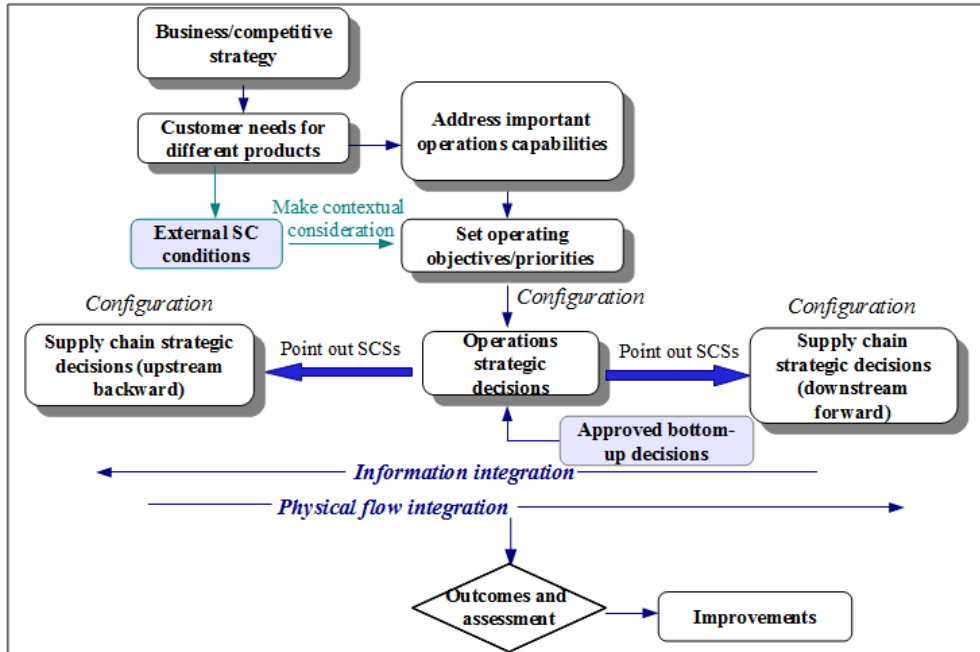 Business/competitive
strategy
Customer needs for
different products
Address important
operations capabilities
Make contextual
consideration
External SC
conditions
Set operating
objectives/priorities
Configuration
Configuration
Configuration
Supply chain strategic
decisions (upstream
backward)
Point out SCSs
Operations
strategic
decisions
Point out SCSs
Supply chain
strategic decisions
(downstream
forward)
Approved bottom-
up decisions
Information integration
Physical flow integration
Outcomes and
assessment
Improvements